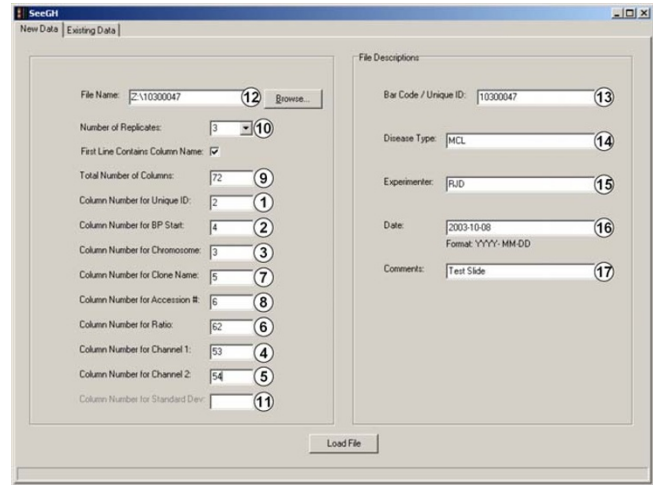 SeeGH
New Data Existing Data
File Name: Z:\10300047 12 Browse...
Number of Replicates: 3 10
First Line Contains Column Name:
Total Number of Columns: 72 9
Column Number for Unique ID: 2 1
Column Number for BP Start: 4 2
Column Number for Chromosome: 3 3
Column Number for Clone Name: 5 7
Column Number for Accession #: 6 8
Column Number for Ratio: 62 6
Column Number for Channel 1: 53 4
Column Number for Channel 2: 54 5
Column Number for Standard Dev: 11
File Descriptions
Bar Code / Unique ID: 10300047 13
Disease Type: MCL 14
Experimenter: RJD 15
Date: 2003-10-08 16
Format: YYYY- MM-DD
Comments: Test Slide 17
Load File